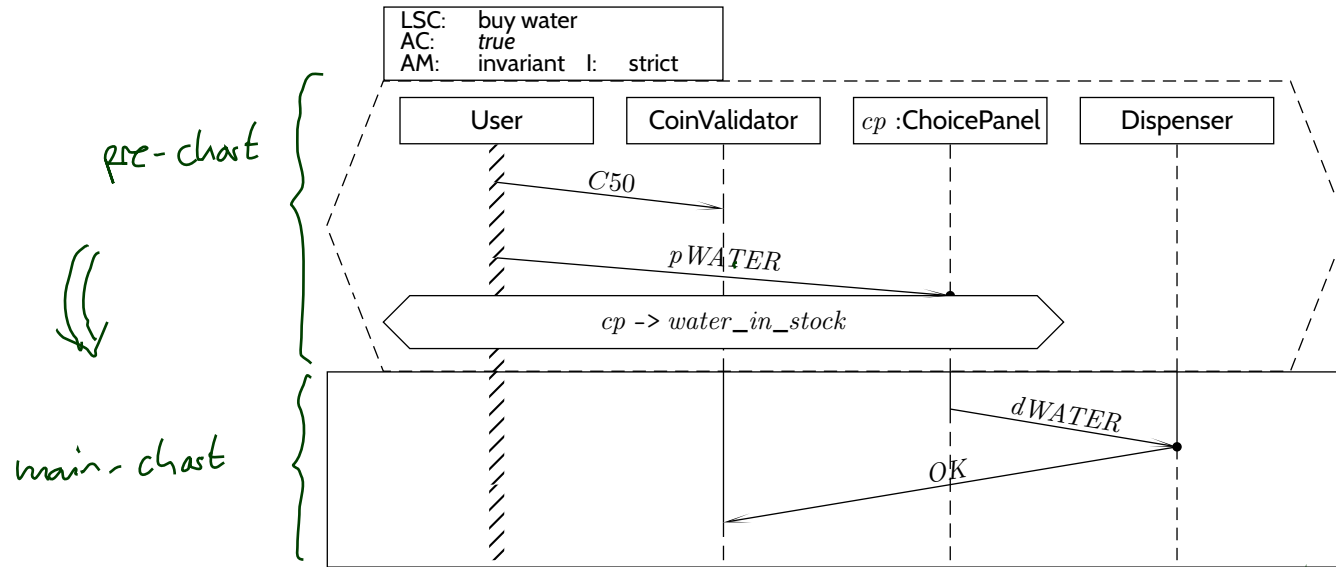 LSC: buy water
AC: true
AM: invariant I: strict
User CoinValidator cp :ChoicePanel Dispenser
pre-chart
C50
pWATER
cp -> water_in_stock
dWATER
main-chart
OK